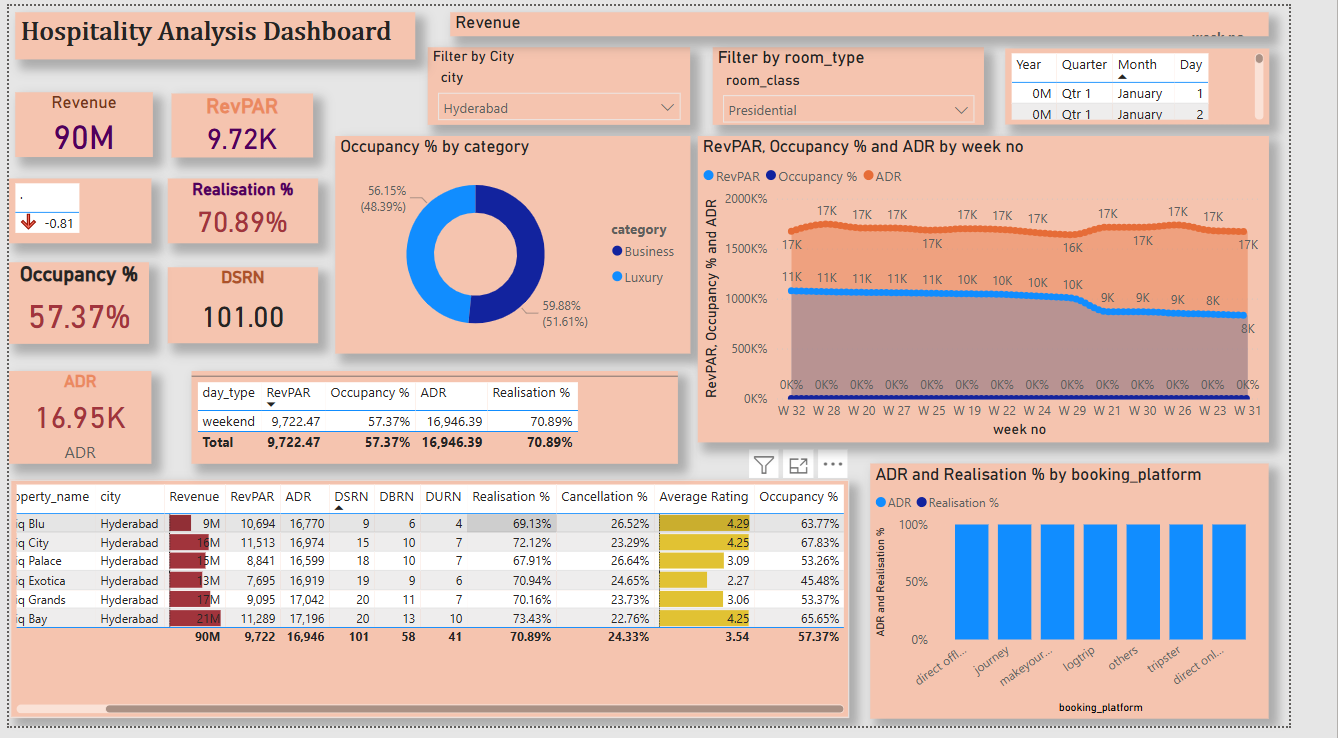 Hospitality Analysis Dashboard
Revenue
Filter by City
city
Hyderabad
Filter by room_type
room_class
Presidential
Year Quarter Month Day
0M Qtr 1 January 1
0M Qtr 1 January 2
Revenue
90M
RevPAR
9.72K
.
-0.81
Realisation %
70.89%
Occupancy %
57.37%
DSRN
101.00
ADR
16.95K
ADR
Occupancy % by category
56.15%
(48.39%)
59.88%
(51.61%)
category
Business
Luxury
RevPAR, Occupancy % and ADR by week no
RevPAR Occupancy % ADR
RevPAR, Occupancy % and ADR
2000K%
1500K%
1000K%
500K%
0K%
17K 17K 17K 17K 17K 17K 17K 17K 16K 17K 17K 17K 17K 17K
11K 11K 11K 11K 11K 10K 10K 10K 10K 9K 9K 9K 8K 8K
0K% 0K% 0K% 0K% 0K% 0K% 0K% 0K% 0K% 0K% 0K% 0K% 0K% 0K%
W 32 W 28 W 20 W 27 W 25 W 19 W 22 W 24 W 29 W 21 W 30 W 26 W 23 W 31
week no
day_type RevPAR Occupancy % ADR Realisation %
weekend 9,722.47 57.37% 16,946.39 70.89%
Total 9,722.47 57.37% 16,946.39 70.89%
operty_name city Revenue RevPAR ADR DSRN DBRN DURN Realisation % Cancellation % Average Rating Occupancy %
iq Blu Hyderabad 9M 10,694 16,770 9 6 4 69.13% 26.52% 4.29 63.77%
iq City Hyderabad 16M 11,513 16,974 15 10 7 72.12% 23.29% 4.25 67.83%
iq Palace Hyderabad 15M 8,841 16,599 18 10 7 67.91% 26.64% 3.09 53.26%
iq Exotica Hyderabad 13M 7,695 16,919 19 9 6 70.94% 24.65% 2.27 45.48%
iq Grands Hyderabad 17M 9,095 17,042 20 11 7 70.16% 23.73% 3.06 53.37%
iq Bay Hyderabad 21M 11,289 17,196 20 13 10 73.43% 22.76% 4.25 65.65%
90M 9,722 16,946 101 58 41 70.89% 24.33% 3.54 57.37%
ADR and Realisation % by booking_platform
ADR Realisation %
ADR and Realisation %
100%
50%
0%
direct offl... journey makeyour... logtrip others tripster direct onl...
booking_platform